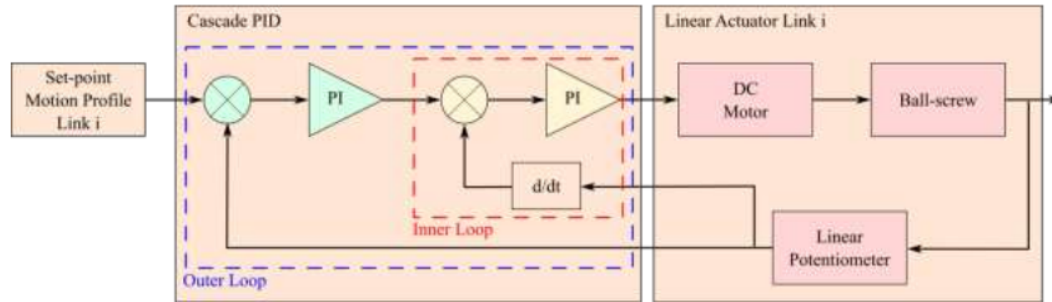 Cascade PID
Linear Actuator Link i
Set-point
Motion Profile
Link i
PI
PI
DC
Motor
Ball-screw
d/dt
Inner Loop
Linear
Potentiometer
Outer Loop